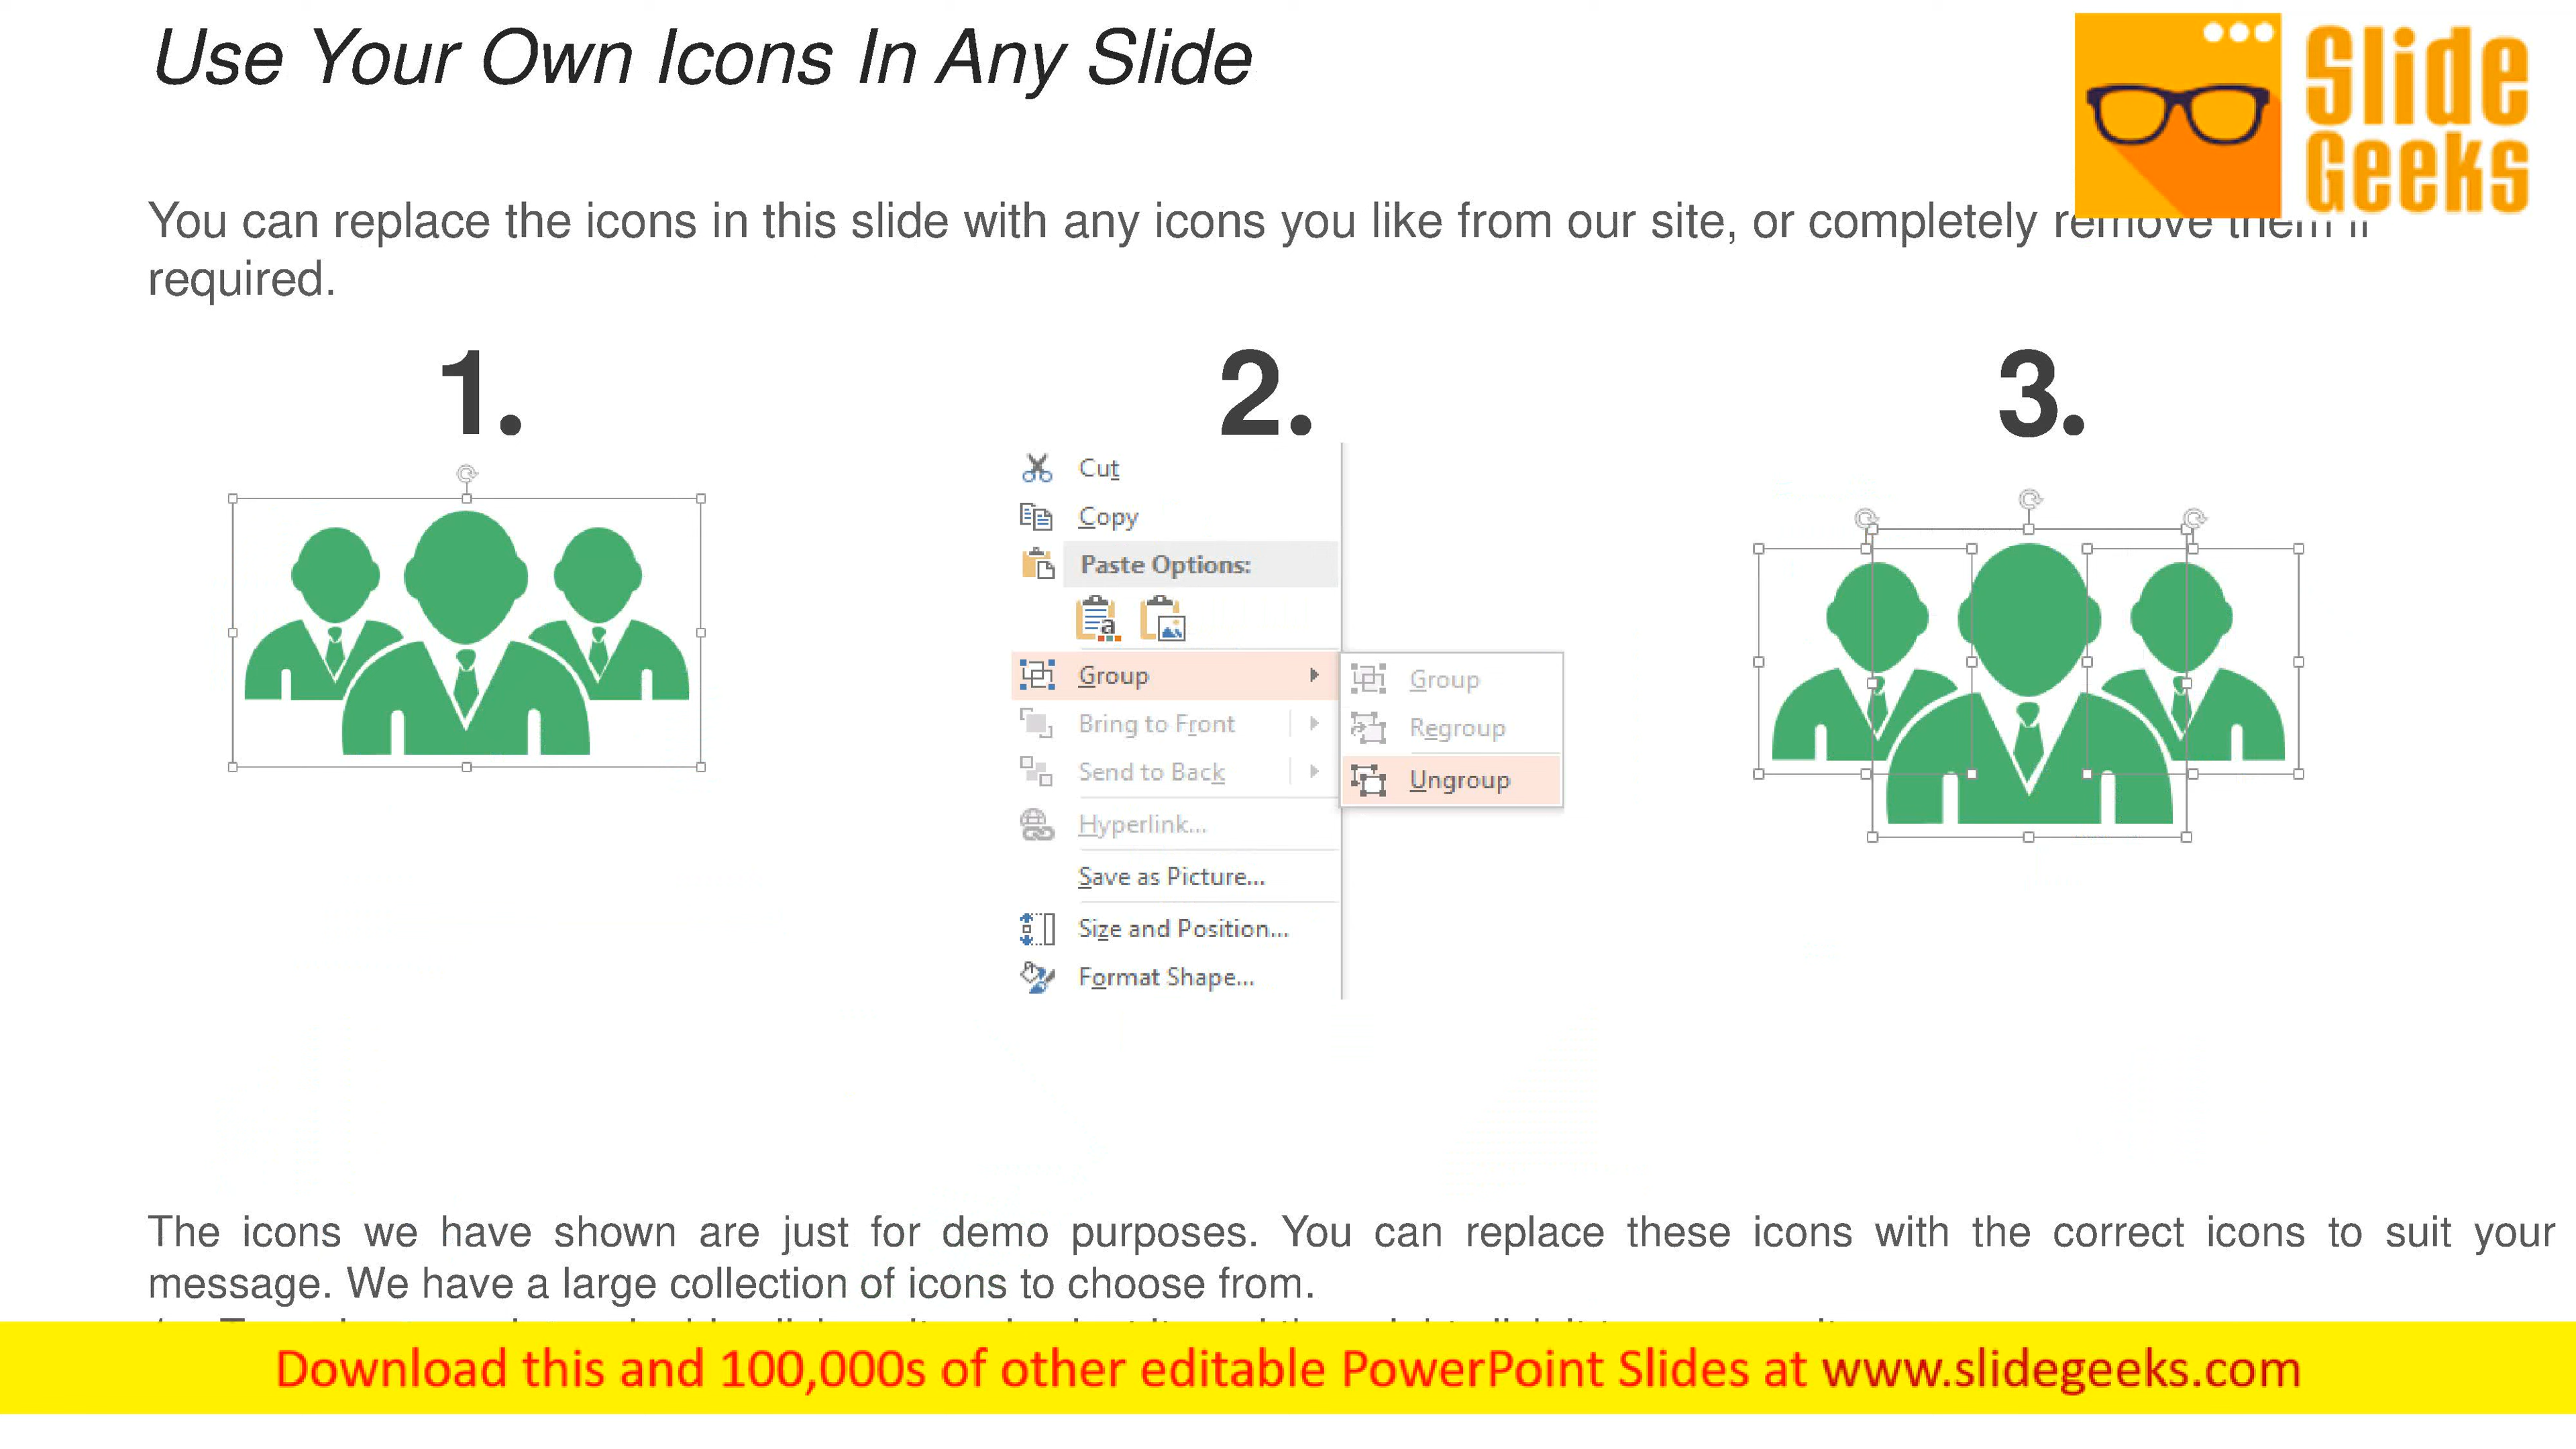 Use Your Own Icons In Any Slide
Slide
Geeks
You can replace the icons in this slide with any icons you like from our site, or completely remove them if
required.
1.
2.
3.
Cut
Copy
Paste Options:
Group
Bring to Front
Send to Back
Hyperlink...
Save as Picture...
Size and Position...
Format Shape...
Group
Regroup
Ungroup
The icons we have shown are just for demo purposes. You can replace these icons with the correct icons to suit your
message. We have a large collection of icons to choose from.
Download this and 100,000s of other editable PowerPoint Slides at www.slidegeeks.com